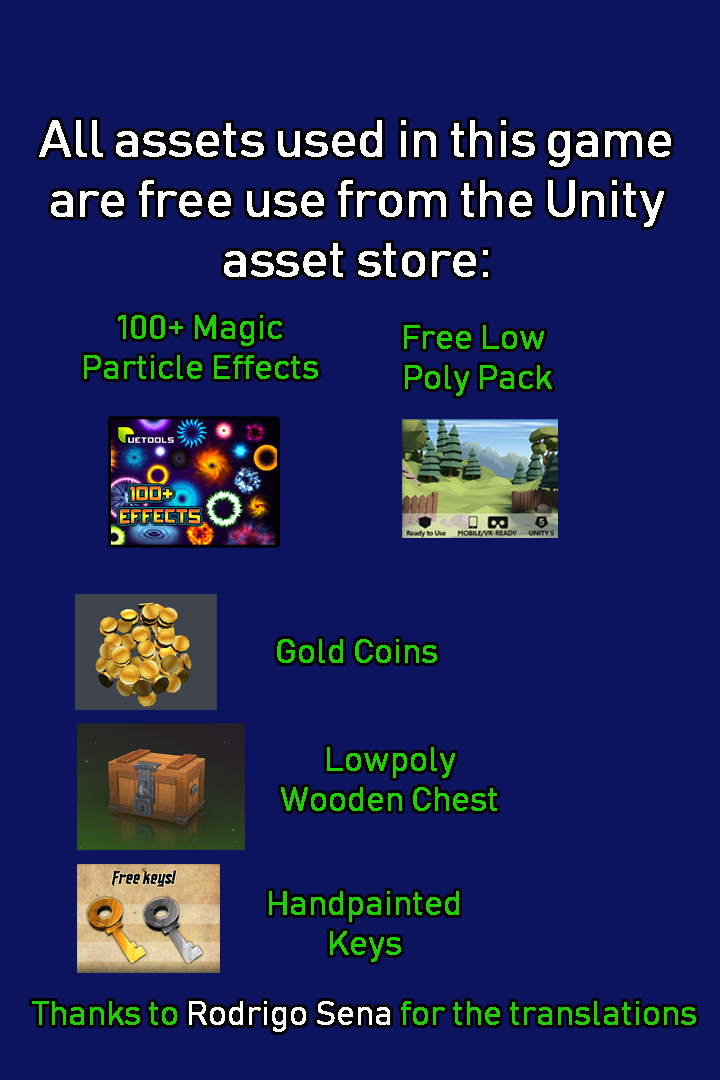 All assets used in this game
are free use from the Unity
asset store:
100+ Magic
Particle Effects
Free Low
Poly Pack
UETOOLS
100+
EFFECTS
Ready to Use MOBILE/VR-READY UNITY 5
Gold Coins
Lowpoly
Wooden Chest
Free keys!
Handpainted
Keys
Thanks to Rodrigo Sena for the translations